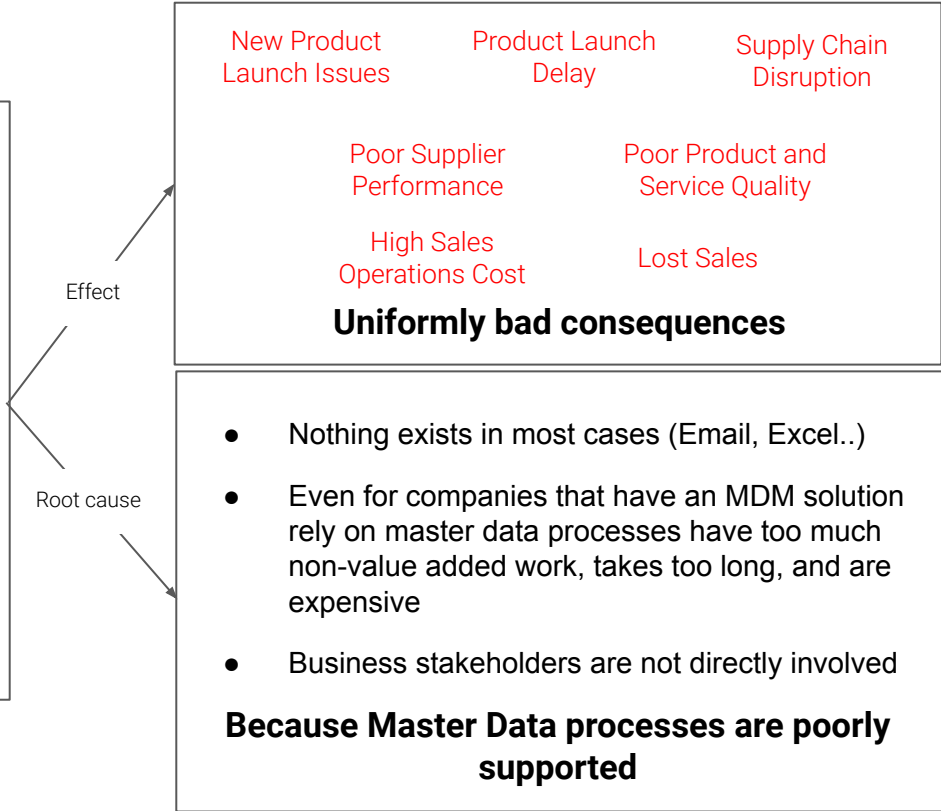 New Product
Launch Issues
Product Launch
Delay
Supply Chain
Disruption
Poor Supplier
Performance
Poor Product and
Service Quality
High Sales
Operations Cost
Lost Sales
Uniformly bad consequences
Effect
Root cause
● Nothing exists in most cases (Email, Excel..)
● Even for companies that have an MDM solution
rely on master data processes have too much
non-value added work, takes too long, and are
expensive
● Business stakeholders are not directly involved
Because Master Data processes are poorly
supported